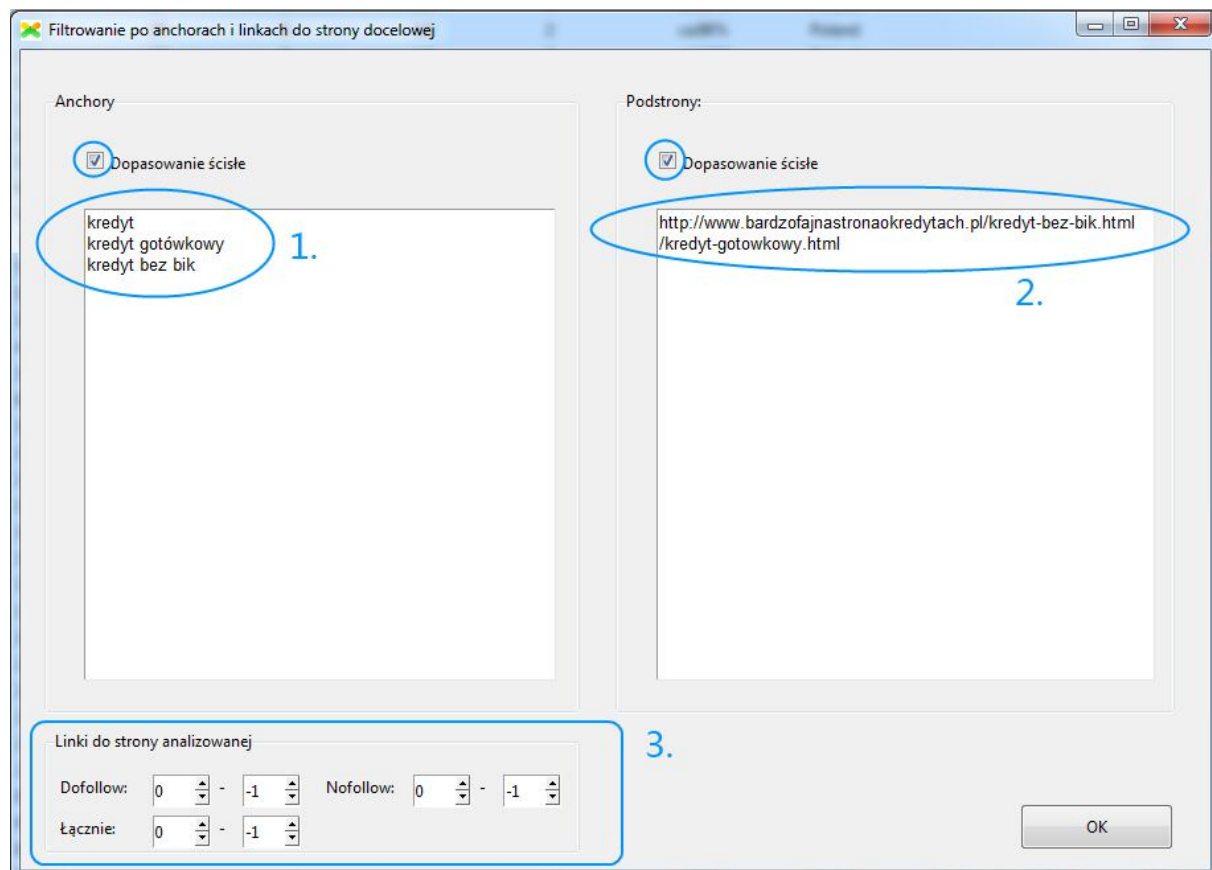 Filtrowanie po anchorach i linkach do strony docelowej
Anchory
Dopasowanie ścisłe
kredyt
kredyt gotówkowy
kredyt bez bik
1.
Podstrony:
Dopasowanie ścisłe
http://www.bardzofajnastronaokredytach.pl/kredyt-bez-bik.html
/kredyt-gotowkowy.html
2.
Linki do strony analizowanej
Dofollow: 0 - -1 Nofollow: 0 - -1
Łącznie: 0 - -1
3.
OK